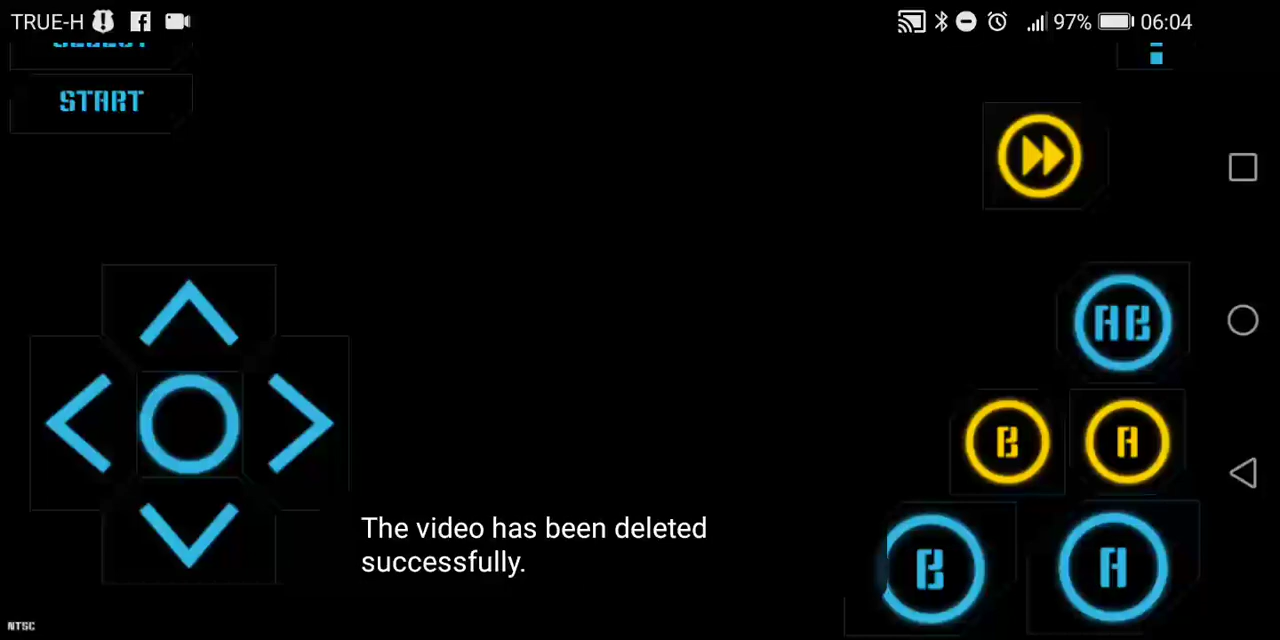 TRUE-H
97% 06:04
START
AB
B A
The video has been deleted
successfully.
B A
NTSC